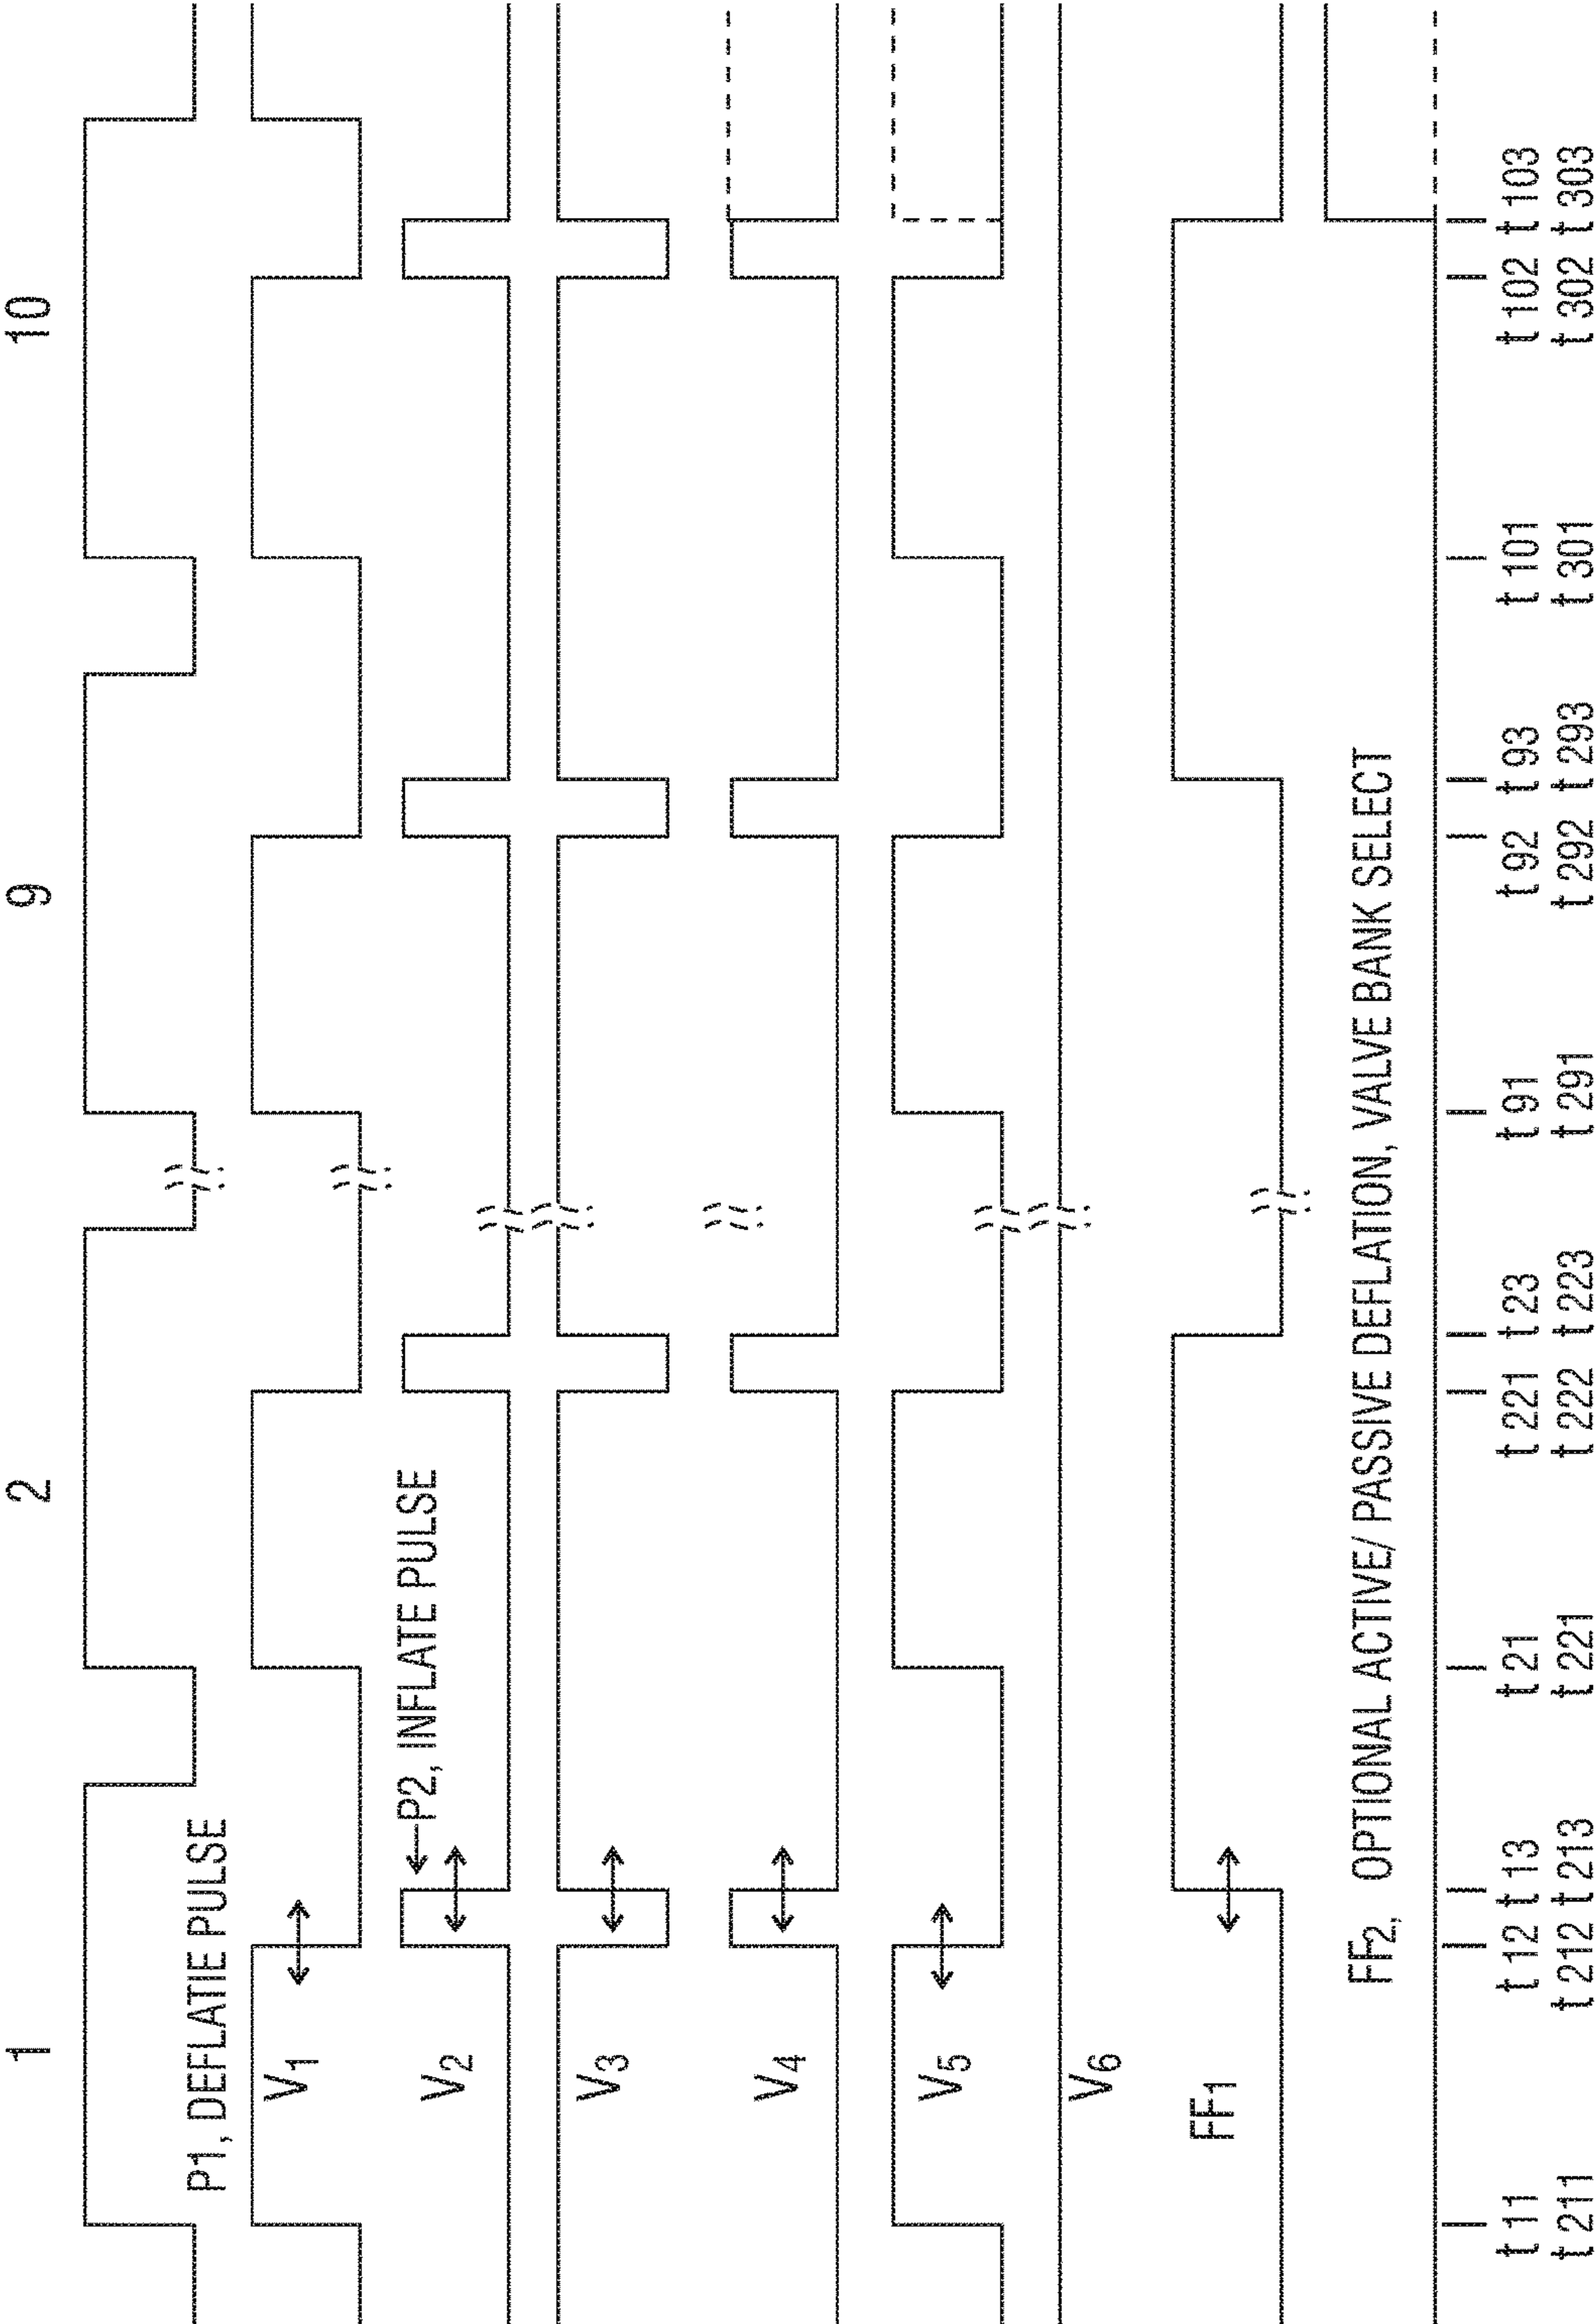 1 2 9 10
P1, DEFLATIE PULSE
V1
P2, INFLATE PULSE
V2
V3
V4
V5
V6
FF1
FF2, OPTIONAL ACTIVE/ PASSIVE DEFLATION, VALVE BANK SELECT
t 11 t 12 t 13 t 21 t 221 t 23 t 91 t 92 t 93 t 101 t 102 t 103
t 211 t 212 t 213 t 221 t 222 t 223 t 291 t 292 t 293 t 301 t 302 t 303